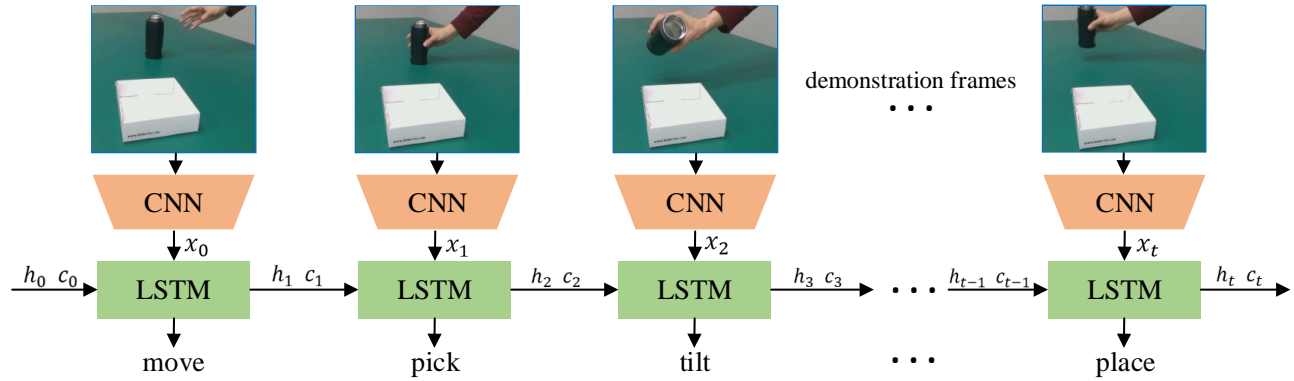 demonstration frames
...
CNN CNN CNN CNN
x₀ x₁ x₂ xₜ
h₀ c₀ LSTM h₁ c₁ LSTM h₂ c₂ LSTM h₃ c₃ ... hₜ₋₁ cₜ₋₁ LSTM hₜ cₜ
move pick tilt ... place